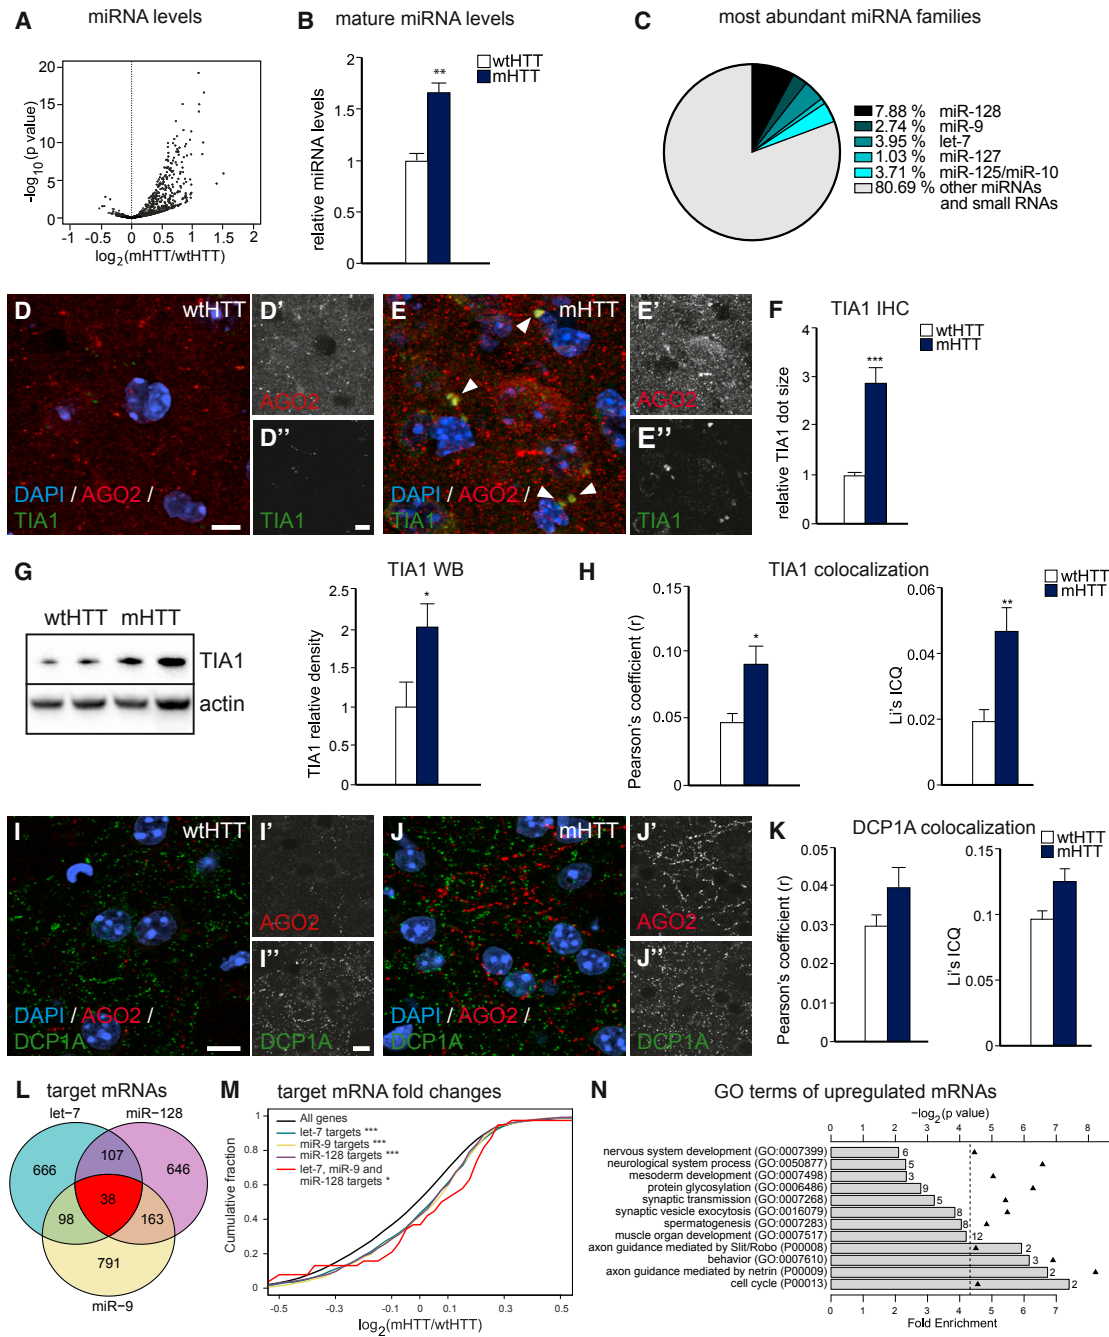 A miRNA levels
-log10(p value)
20
15
10
5
0
-1 -0.5 0 0.5 1 1.5 2
log2(mHTT/wtHTT)
B mature miRNA levels
wtHTT
mHTT
**
relative miRNA levels
2
1.5
1
0.5
0
C most abundant miRNA families
7.88 % miR-128
2.74 % miR-9
3.95 % let-7
1.03 % miR-127
3.71 % miR-125/miR-10
80.69 % other miRNAs
and small RNAs
D wtHTT
DAPI / AGO2 /
TIA1
D'
AGO2
D''
TIA1
E mHTT
DAPI / AGO2 /
TIA1
E'
AGO2
E''
TIA1
F TIA1 IHC
wtHTT
mHTT
***
relative TIA1 dot size
4
3
2
1
0
G
wtHTT mHTT
TIA1
actin
TIA1 WB
*
TIA1 relative density
2.5
2
1.5
1
0.5
0
H TIA1 colocalization
wtHTT
mHTT
Pearson's coefficient (r)
0.15
0.10
0.05
0
*
Li's ICQ
0.06
0.04
0.02
0
**
I wtHTT
DAPI / AGO2 /
DCP1A
I'
AGO2
I''
DCP1A
J mHTT
DAPI / AGO2 /
DCP1A
J'
AGO2
J''
DCP1A
K DCP1A colocalization
wtHTT
mHTT
Pearson's coefficient (r)
0.05
0.04
0.03
0.02
0.01
0
Li's ICQ
0.15
0.1
0.05
0
L target mRNAs
let-7 miR-128
666 107 646
38
98 163
791
miR-9
M target mRNA fold changes
All genes
let-7 targets ***
miR-9 targets ***
miR-128 targets ***
let-7, miR-9 and
miR-128 targets *
Cumulative fraction
1
0.8
0.6
0.4
0.2
0
-0.5 -0.3 -0.1 0 0.1 0.3 0.5
log2(mHTT/wtHTT)
N GO terms of upregulated mRNAs
-log2(p value)
0 1 2 3 4 5 6 7 8
nervous system development (GO:0007399) 6
neurological system process (GO:0050877) 5
mesoderm development (GO:0007498) 3
protein glycosylation (GO:0006486) 9
synaptic transmission (GO:0007268) 5
synaptic vesicle exocytosis (GO:0016079) 8
spermatogenesis (GO:0007283) 8
muscle organ development (GO:0007517) 12
axon guidance mediated by Slit/Robo (P00008) 2
behavior (GO:0007610) 3
axon guidance mediated by netrin (P00009) 2
cell cycle (P00013) 2
0 1 2 3 4 5 6 7
Fold Enrichment